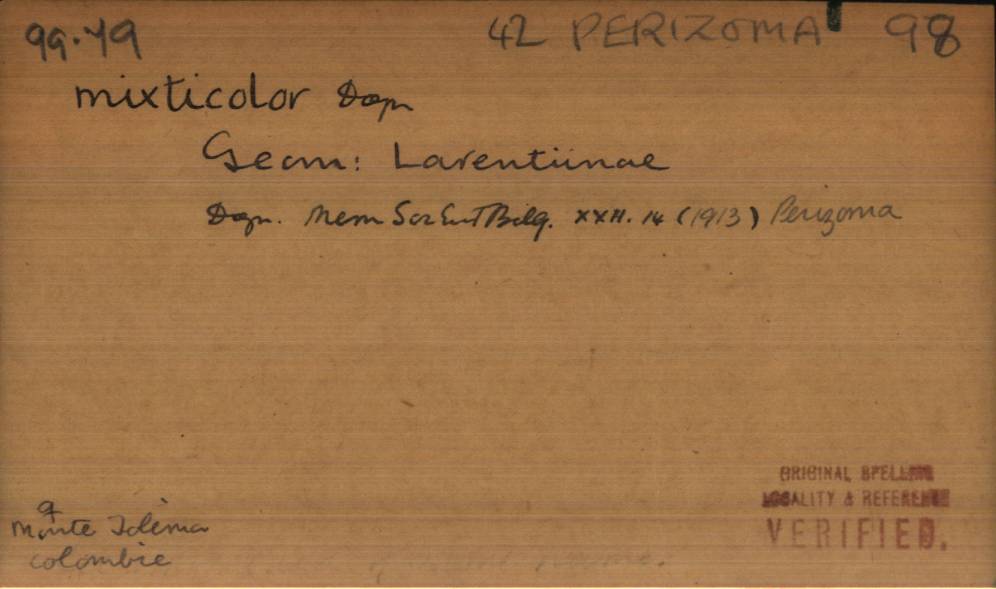 99.79 42 PERIZOMA 98
mixticolor Dogn
Geom: Larentiinae
Dogn. Mem Soc Ent Belg. XXII. 14 (1913) Perizoma
ORIGINAL SPELLING
LOCALITY & REFERENCE
VERIFIED.
Monte Tolima
colombie